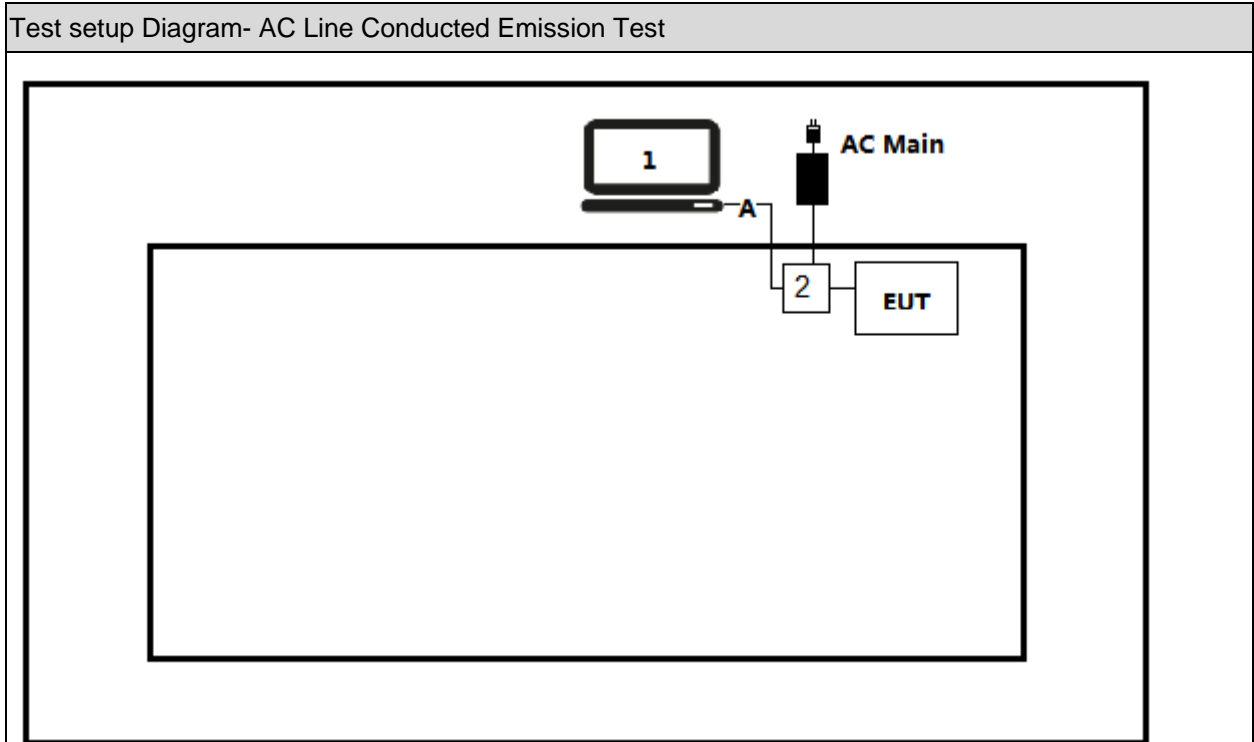 Test setup Diagram- AC Line Conducted Emission Test
1
AC Main
A
2
EUT